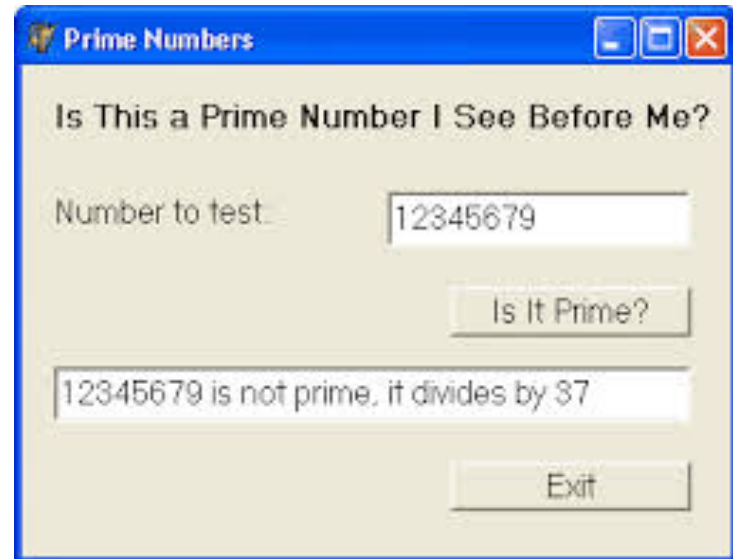 Prime Numbers
Is This a Prime Number I See Before Me?
Number to test:
12345679
Is It Prime?
12345679 is not prime, it divides by 37
Exit